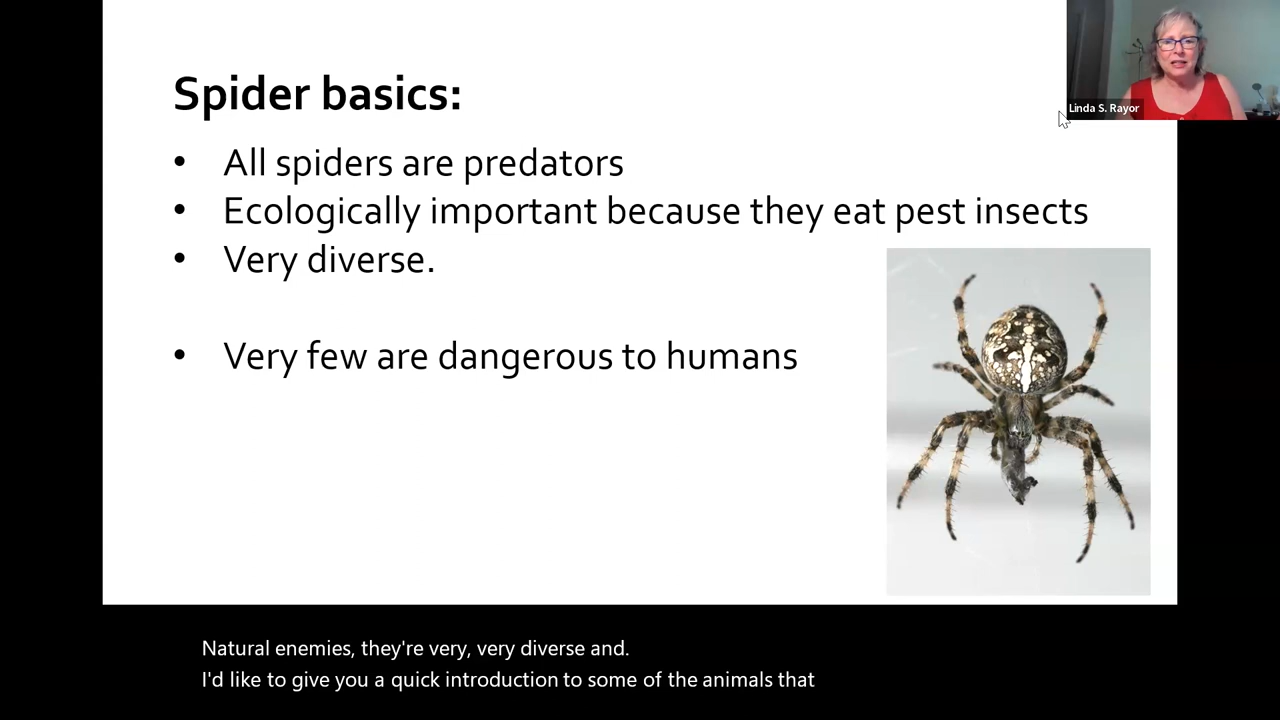 Spider basics:
• All spiders are predators
• Ecologically important because they eat pest insects
• Very diverse.
• Very few are dangerous to humans
Linda S. Rayor
Natural enemies, they're very, very diverse and.
I'd like to give you a quick introduction to some of the animals that